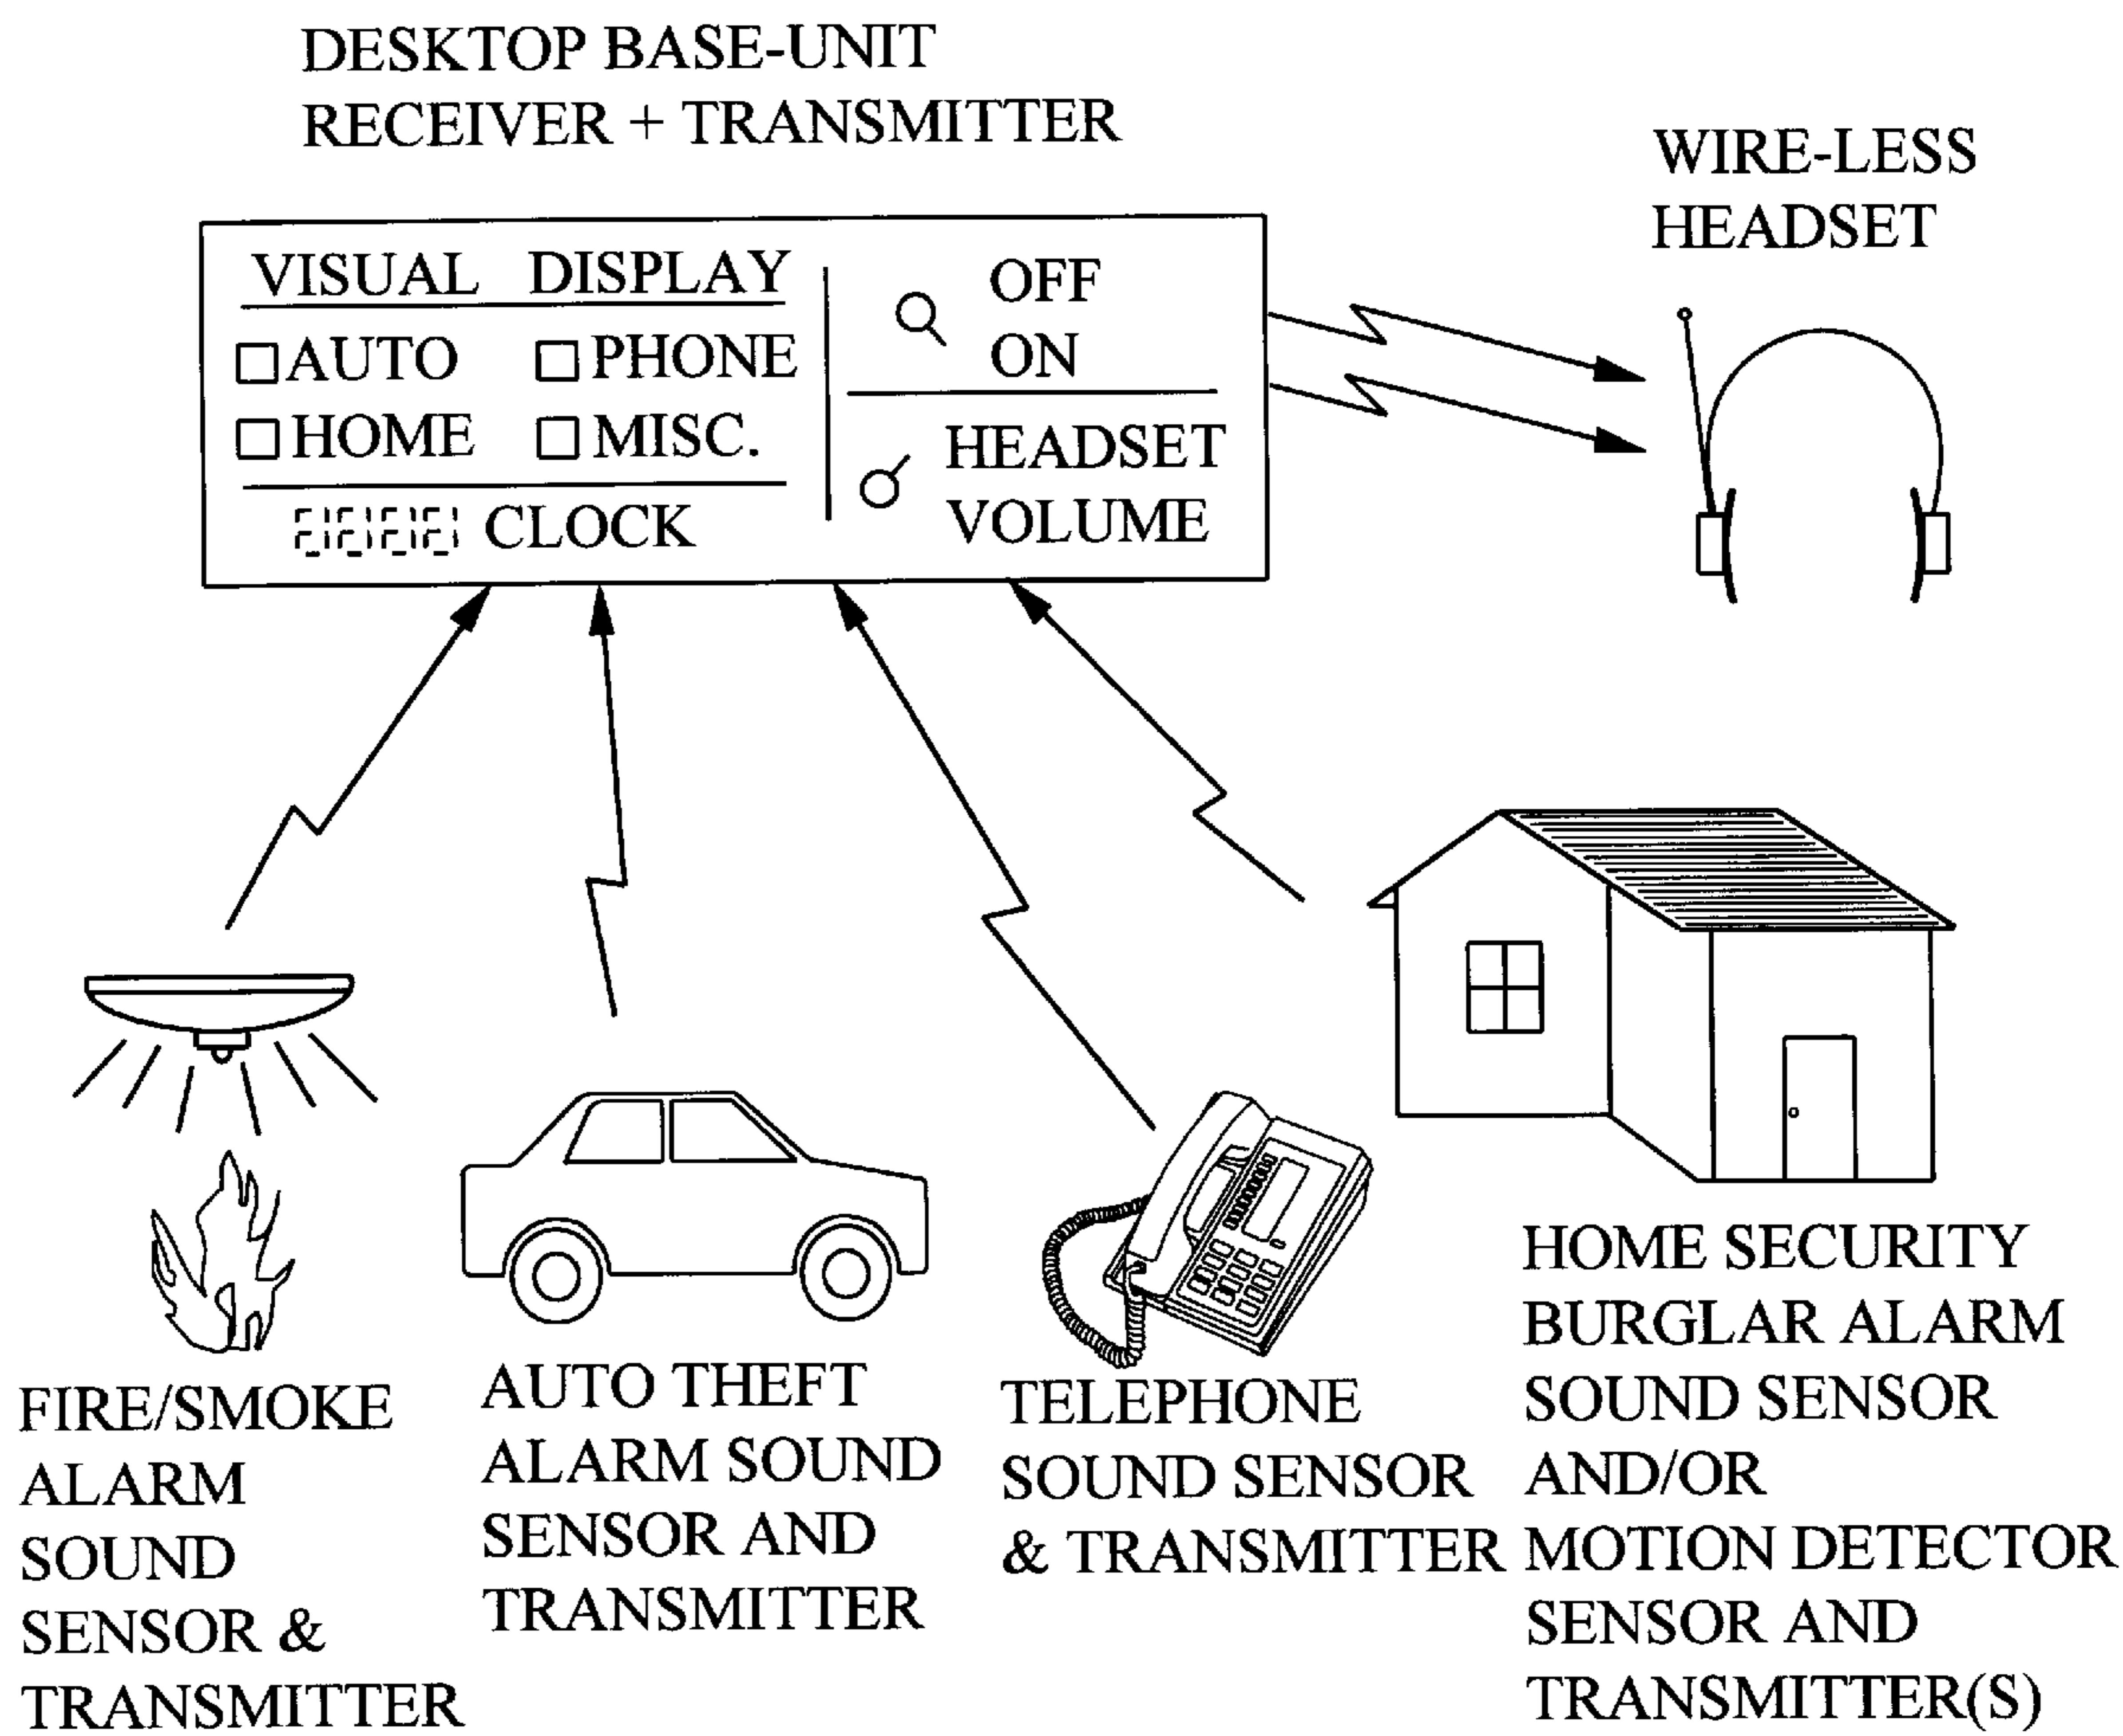 DESKTOP BASE-UNIT
RECEIVER + TRANSMITTER
WIRE-LESS
HEADSET
VISUAL DISPLAY
AUTO PHONE
HOME MISC.
8888 CLOCK
OFF
ON
HEADSET
VOLUME
FIRE/SMOKE
ALARM
SOUND
SENSOR &
TRANSMITTER
AUTO THEFT
ALARM SOUND
SENSOR AND
TRANSMITTER
TELEPHONE
SOUND SENSOR
& TRANSMITTER
HOME SECURITY
BURGLAR ALARM
SOUND SENSOR
AND/OR
MOTION DETECTOR
SENSOR AND
TRANSMITTER(S)